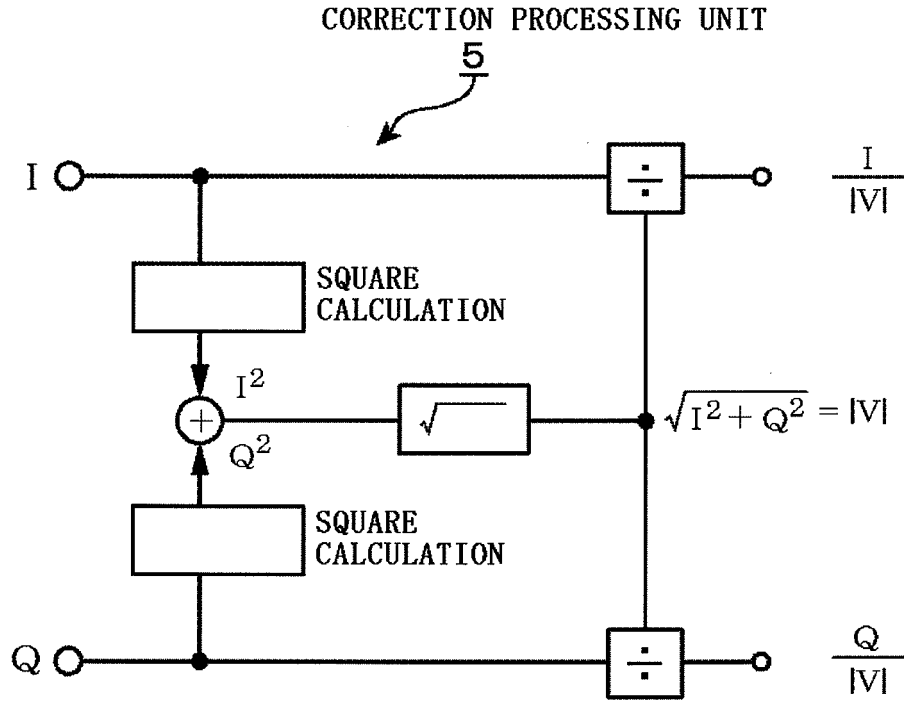 CORRECTION PROCESSING UNIT
5
I
÷
I
|V|
SQUARE
CALCULATION
I²
+
√
√I² + Q² = |V|
Q²
SQUARE
CALCULATION
Q
÷
Q
|V|